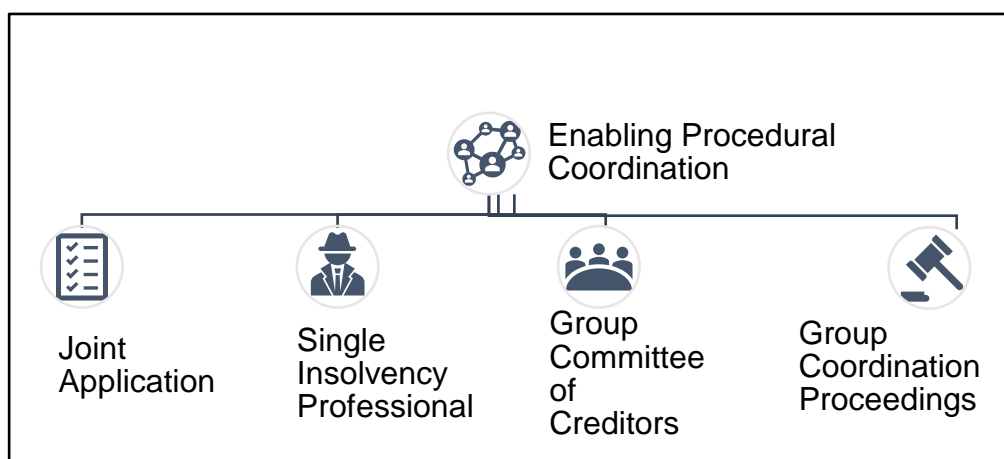 Enabling Procedural
Coordination
Joint
Application
Single
Insolvency
Professional
Group
Committee
of
Creditors
Group
Coordination
Proceedings